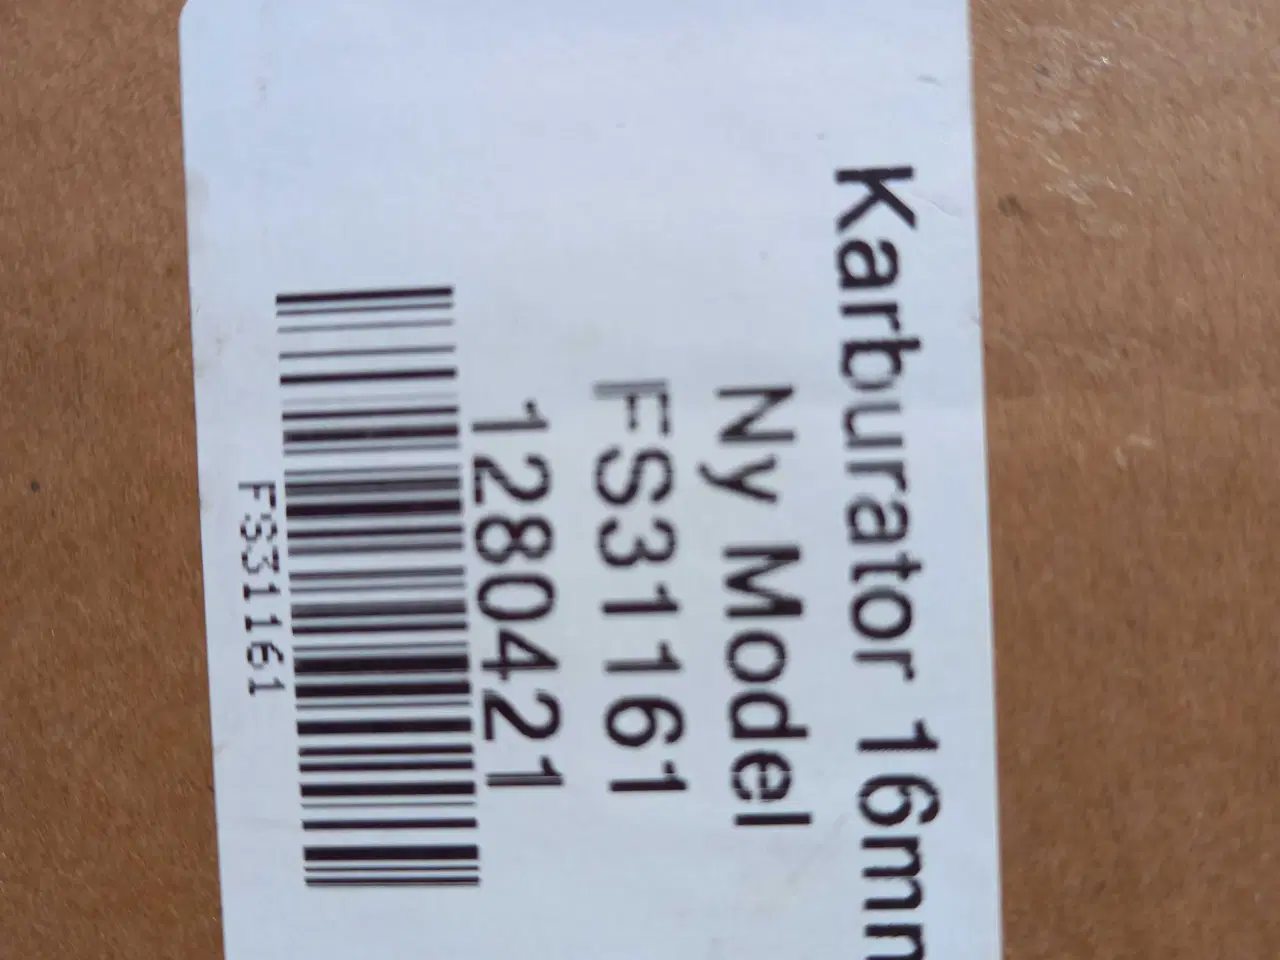 Karburator 16mm
Ny Model
FS31161
1280421
FS31161